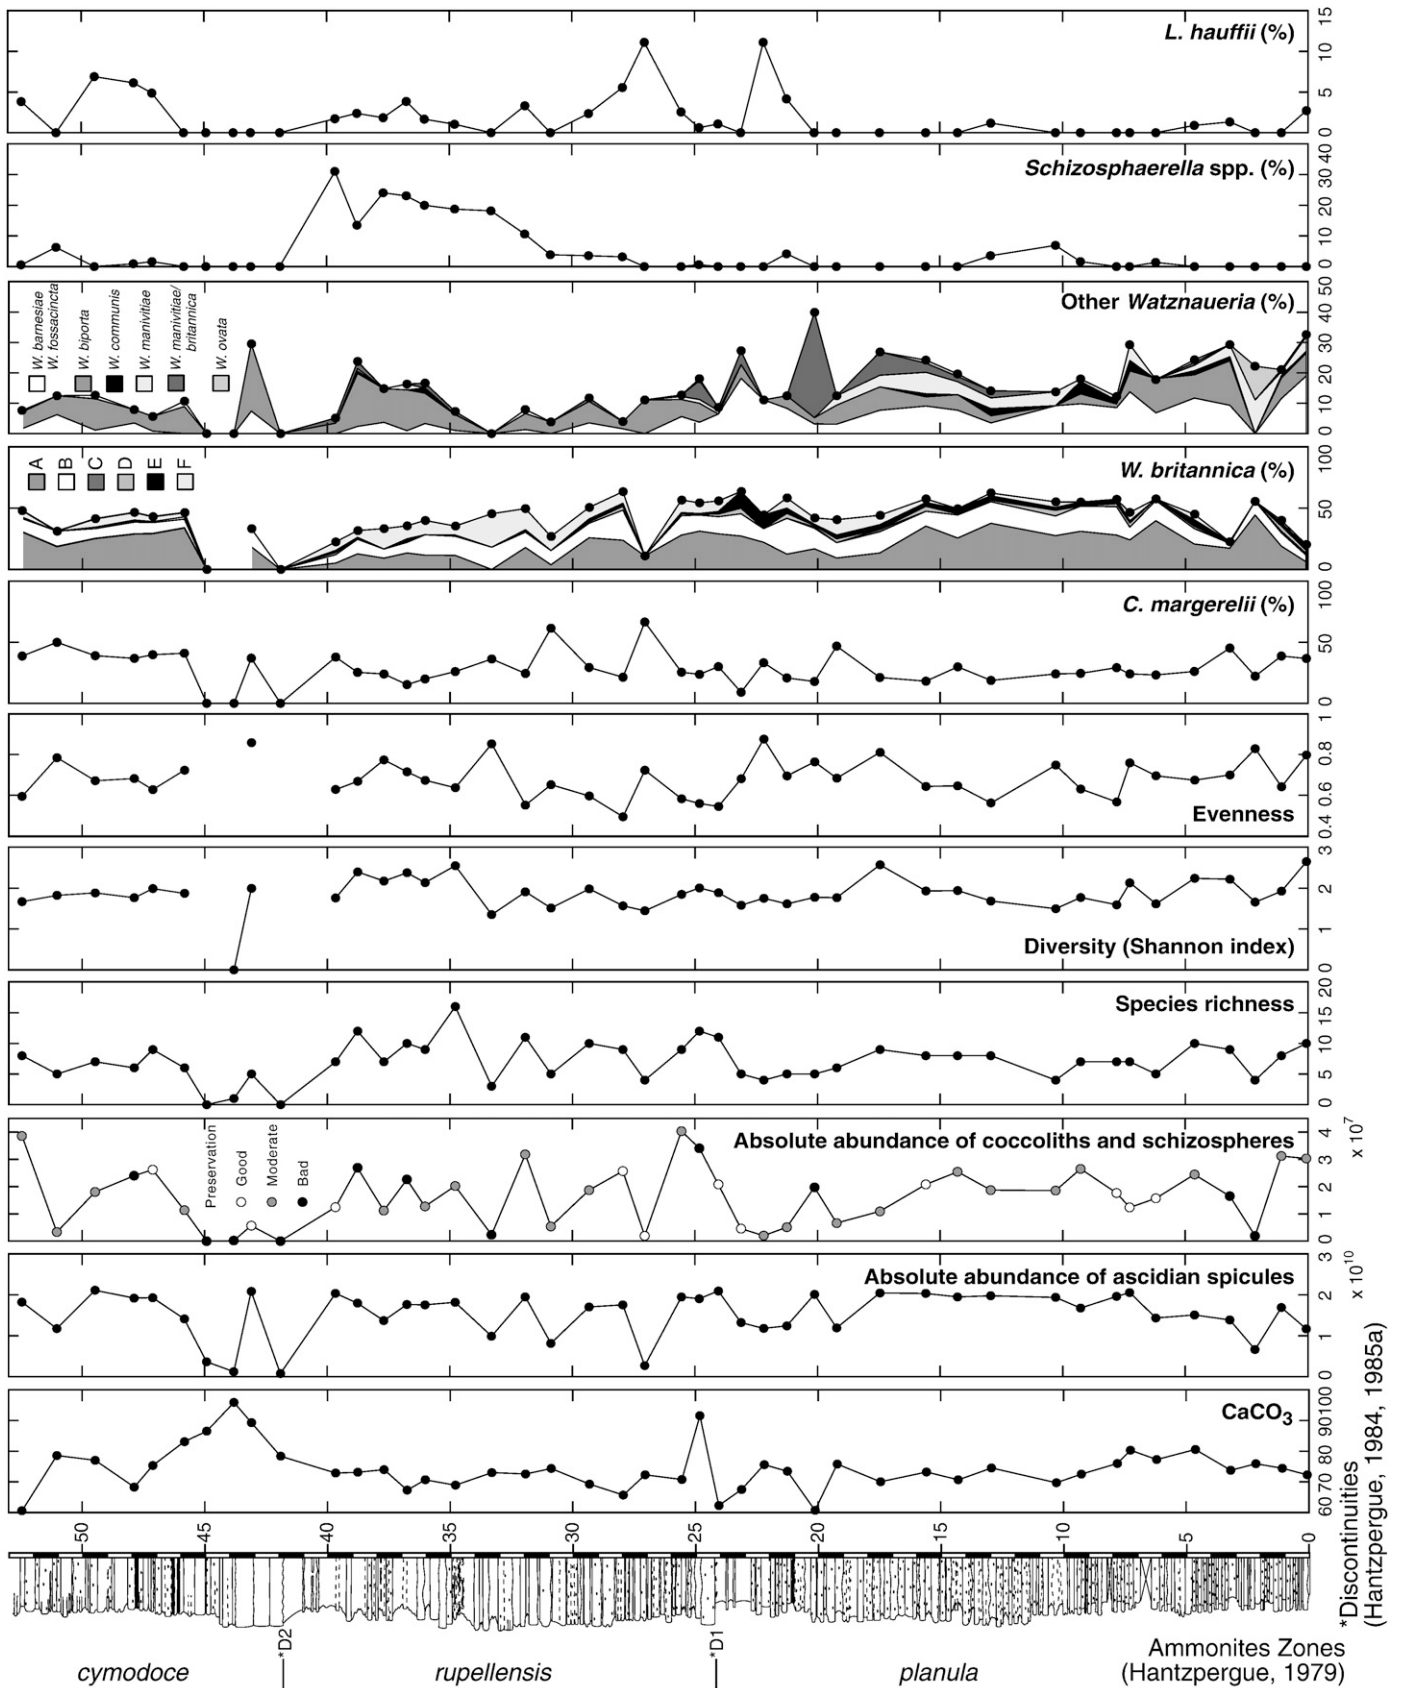 L. hauffii (%)
0 5 10 15
Schizosphaerella spp. (%)
0 10 20 30 40
Other Watznaueria (%)
0 10 20 30 40 50
W. barnesiae
W. fossacincta
W. biporta
W. communis
W. manivitiae
W. manivitiae/
britannica
W. ovata
W. britannica (%)
0 50 100
A
B
C
D
E
F
C. margerelii (%)
0 50 100
Evenness
0.4 0.6 0.8 1
Diversity (Shannon index)
0 1 2 3
Species richness
0 5 10 15 20
Absolute abundance of coccoliths and schizospheres
0 1 2 3 4
x 10⁷
Preservation
Good
Moderate
Bad
Absolute abundance of ascidian spicules
0 1 2 3
x 10¹⁰
CaCO₃
60 70 80 90 100
50 45 40 35 30 25 20 15 10 5 0
*D2
*D1
*Discontinuities
(Hantzpergue, 1984, 1985a)
cymodoce
rupellensis
planula
Ammonites Zones
(Hantzpergue, 1979)